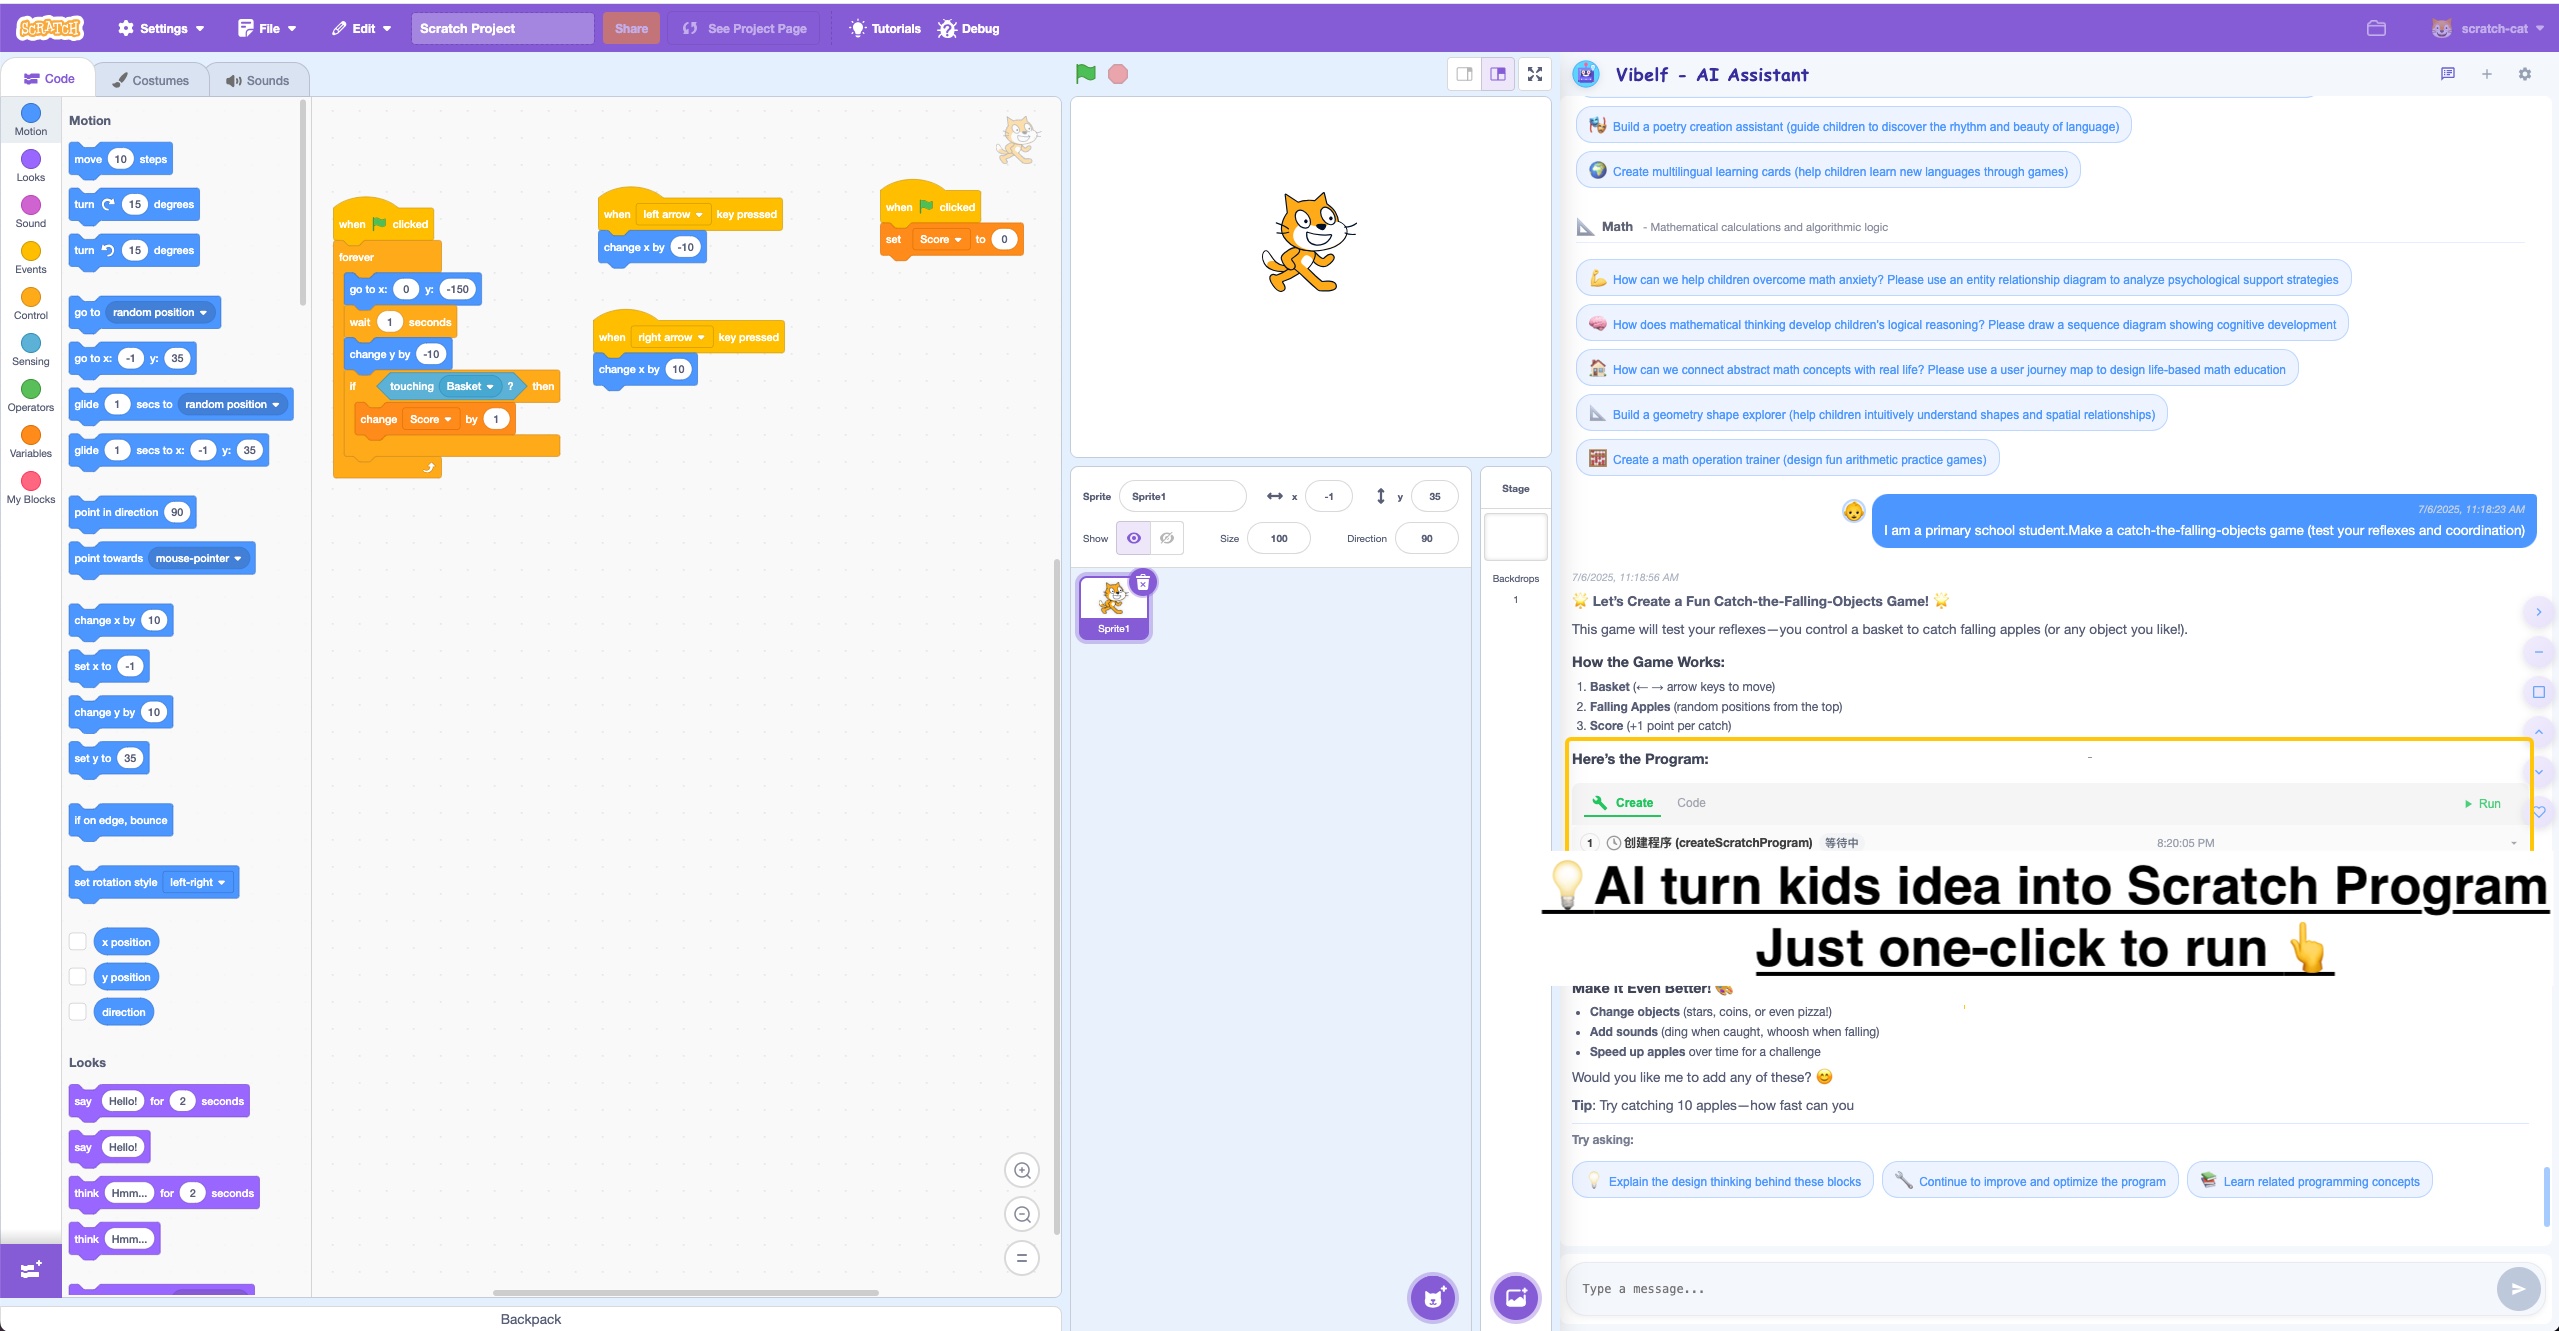 SCRATCH Settings File Edit Scratch Project Share See Project Page Tutorials Debug scratch-cat
Code Costumes Sounds
Motion
Looks
Sound
Events
Control
Sensing
Operators
Variables
My Blocks
Motion
move 10 steps
turn 15 degrees
turn 15 degrees
go to random position
go to x: -1 y: 35
glide 1 secs to random position
glide 1 secs to x: -1 y: 35
point in direction 90
point towards mouse-pointer
change x by 10
set x to -1
change y by 10
set y to 35
if on edge, bounce
set rotation style left-right
x position
y position
direction
Looks
say Hello! for 2 seconds
say Hello!
think Hmm... for 2 seconds
think Hmm...
when clicked
forever
go to x: 0 y: -150
wait 1 seconds
change y by -10
if touching Basket ? then
change Score by 1
when left arrow key pressed
change x by -10
when right arrow key pressed
change x by 10
when clicked
set Score to 0
Backpack
Sprite Sprite1 x -1 y 35
Show Size 100 Direction 90
Sprite1
Stage
Backdrops
1
Vibelf - AI Assistant
Build a poetry creation assistant (guide children to discover the rhythm and beauty of language)
Create multilingual learning cards (help children learn new languages through games)
Math - Mathematical calculations and algorithmic logic
How can we help children overcome math anxiety? Please use an entity relationship diagram to analyze psychological support strategies
How does mathematical thinking develop children's logical reasoning? Please draw a sequence diagram showing cognitive development
How can we connect abstract math concepts with real life? Please use a user journey map to design life-based math education
Build a geometry shape explorer (help children intuitively understand shapes and spatial relationships)
Create a math operation trainer (design fun arithmetic practice games)
7/6/2025, 11:18:23 AM
I am a primary school student.Make a catch-the-falling-objects game (test your reflexes and coordination)
7/6/2025, 11:18:56 AM
🌟 Let's Create a Fun Catch-the-Falling-Objects Game! 🌟
This game will test your reflexes—you control a basket to catch falling apples (or any object you like!).
How the Game Works:
1. Basket (← → arrow keys to move)
2. Falling Apples (random positions from the top)
3. Score (+1 point per catch)
Here's the Program:
Create Code Run
1 创建程序 (createScratchProgram) 等待中 8:20:05 PM
💡AI turn kids idea into Scratch Program
Just one-click to run 👆
Make It Even Better! 🎨
• Change objects (stars, coins, or even pizza!)
• Add sounds (ding when caught, whoosh when falling)
• Speed up apples over time for a challenge
Would you like me to add any of these? 😊
Tip: Try catching 10 apples—how fast can you
Try asking:
Explain the design thinking behind these blocks
Continue to improve and optimize the program
Learn related programming concepts
Type a message...